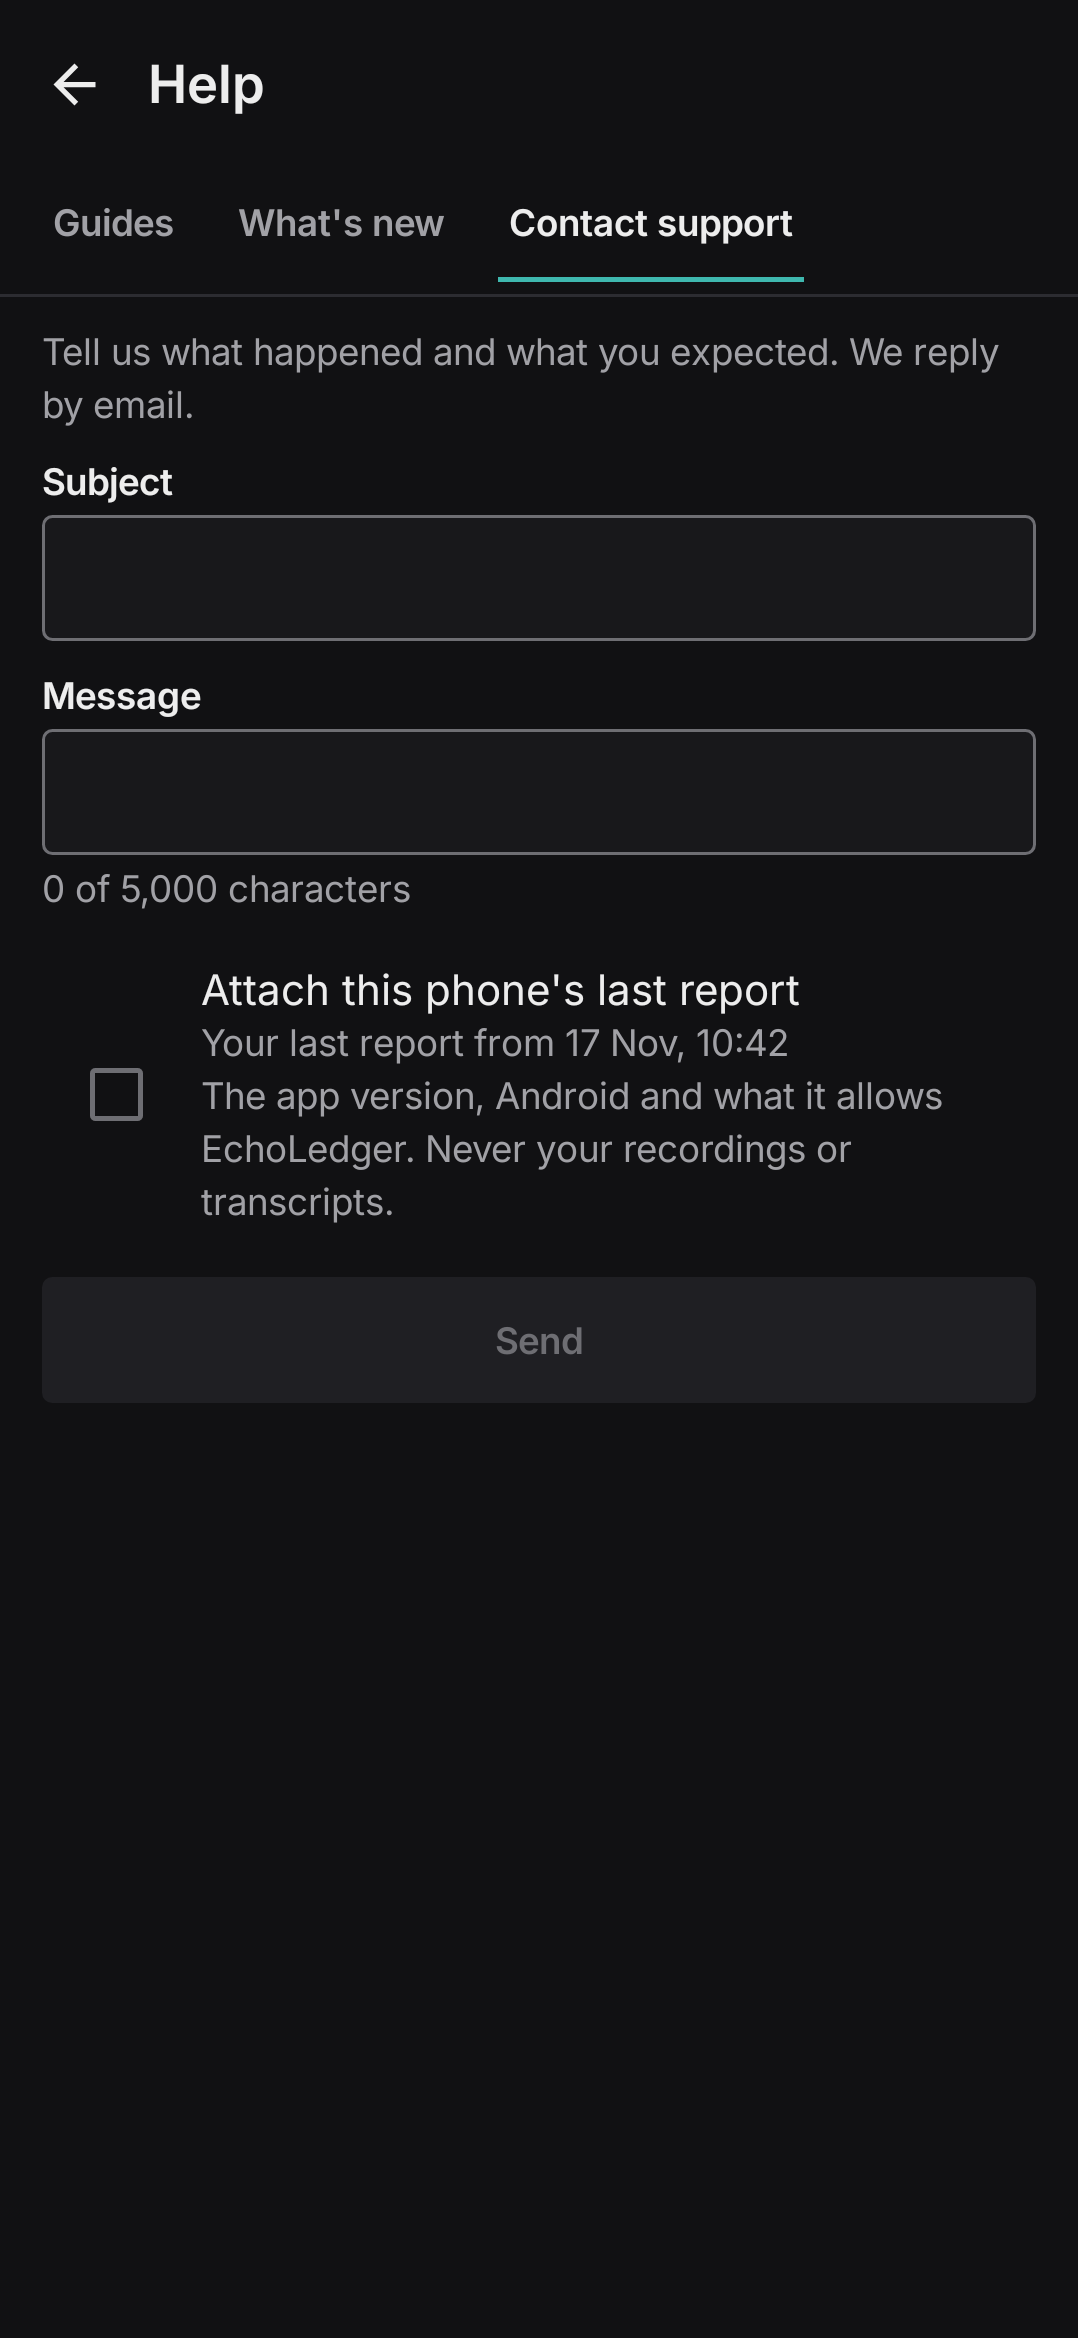 Help
Guides
What's new
Contact support
Tell us what happened and what you expected. We reply
by email.
Subject
Message
0 of 5,000 characters
Attach this phone's last report
Your last report from 17 Nov, 10:42
The app version, Android and what it allows
EchoLedger. Never your recordings or
transcripts.
Send